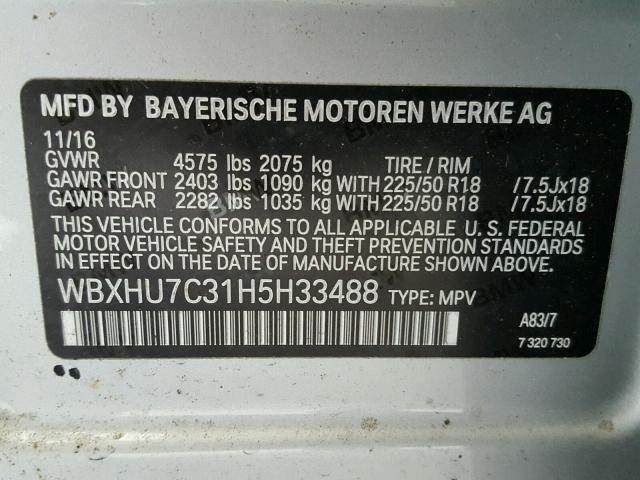 MFD BY BAYERISCHE MOTOREN WERKE AG
11/16
GVWR 4575 lbs 2075 kg TIRE / RIM
GAWR FRONT 2403 lbs 1090 kg WITH 225/50 R18 /7.5Jx18
GAWR REAR 2282 lbs 1035 kg WITH 225/50 R18 /7.5Jx18
THIS VEHICLE CONFORMS TO ALL APPLICABLE U. S. FEDERAL
MOTOR VEHICLE SAFETY AND THEFT PREVENTION STANDARDS
IN EFFECT ON THE DATE OF MANUFACTURE SHOWN ABOVE.
WBXHU7C31H5H33488 TYPE: MPV
A83/7
7 320 730